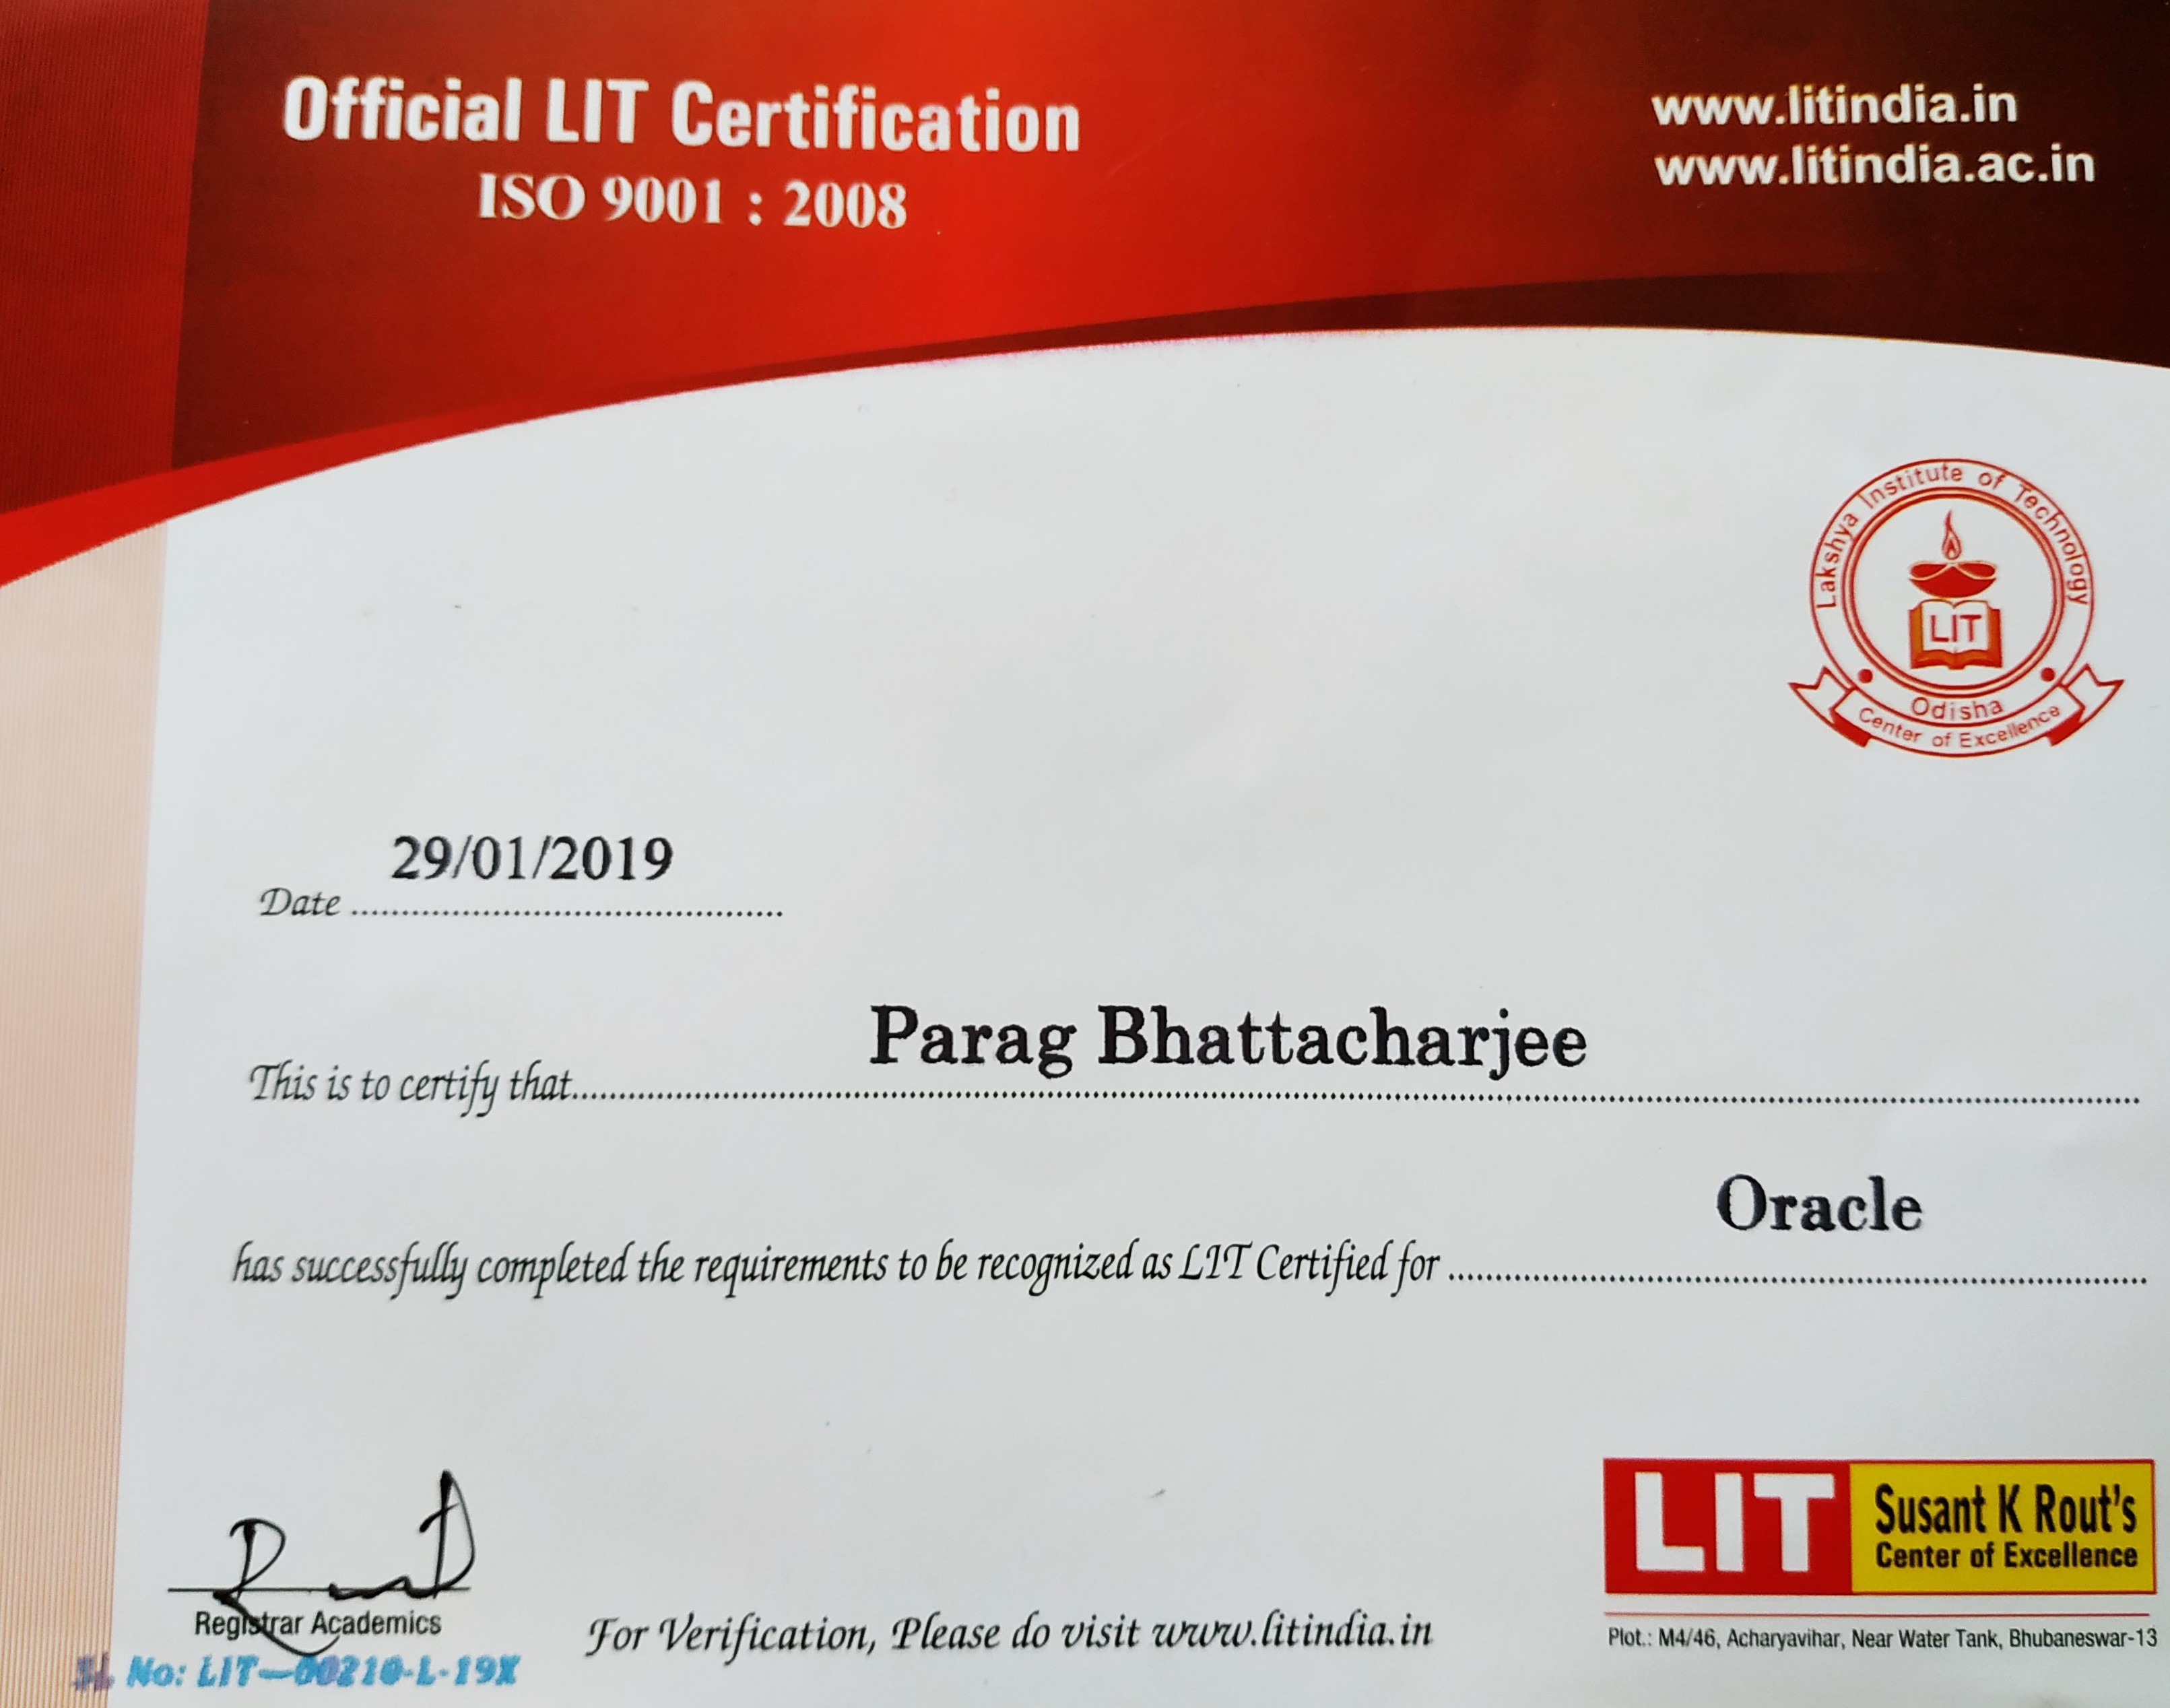 Official LIT Certification
ISO 9001 : 2008
www.litindia.in
www.litindia.ac.in
Lakshya Institute of Technology
LIT
Odisha
Center of Excellence
29/01/2019
Date
Parag Bhattacharjee
This is to certify that
Oracle
has successfully completed the requirements to be recognized as LIT Certified for
Registrar Academics
Sl. No: LIT-00210-L-19X
For Verification, Please do visit www.litindia.in
LIT
Susant K Rout's
Center of Excellence
Plot.: M4/46, Acharyavihar, Near Water Tank, Bhubaneswar-13